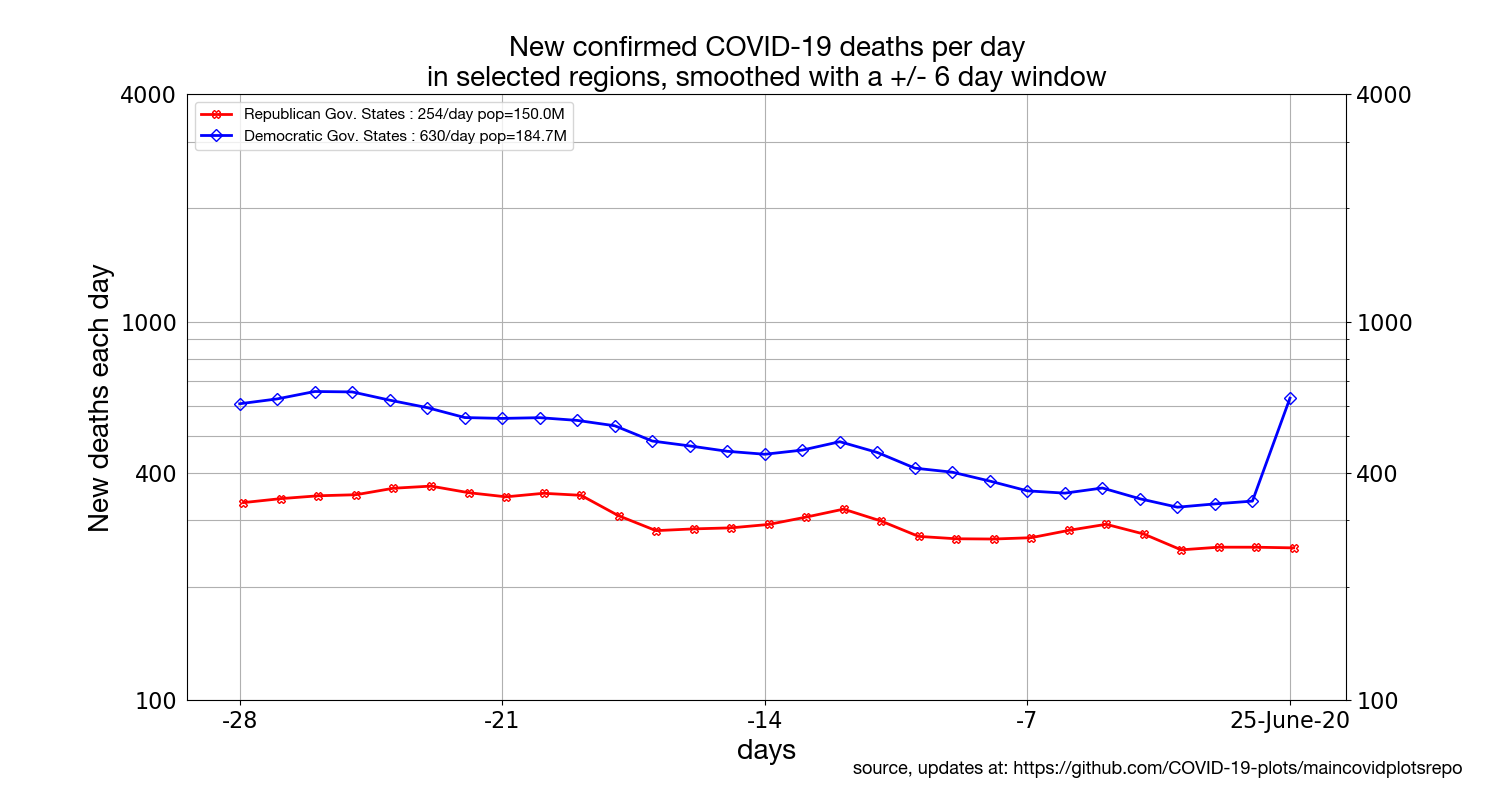 New confirmed COVID-19 deaths per day
in selected regions, smoothed with a +/- 6 day window
4000
4000
Republican Gov. States : 254/day pop=150.0M
Democratic Gov. States : 630/day pop=184.7M
New deaths each day
1000
1000
400
400
100
100
-28
-21
-14
-7
25-June-20
days
source, updates at: https://github.com/COVID-19-plots/maincovidplotsrepo